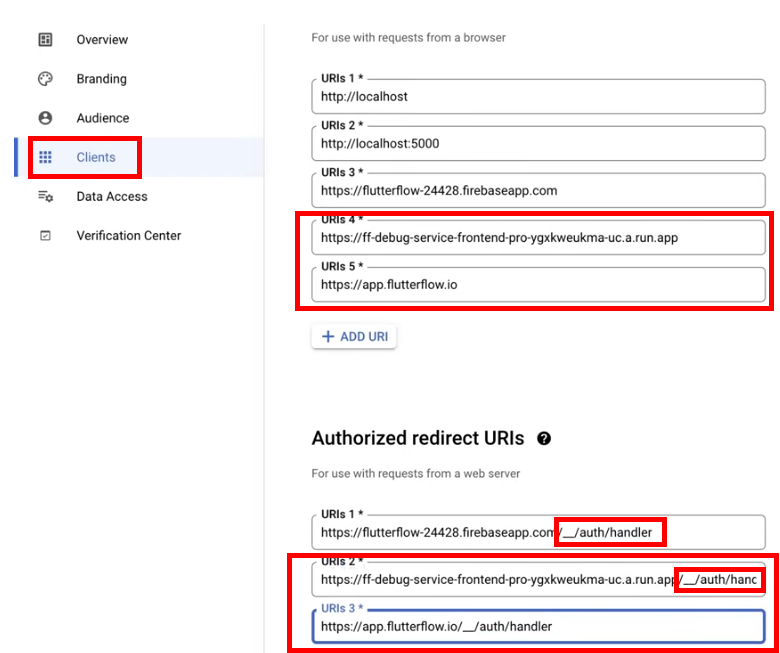 Overview
Branding
Audience
Clients
Data Access
Verification Center
For use with requests from a browser
URIs 1 *
http://localhost
URIs 2 *
http://localhost:5000
URIs 3 *
https://flutterflow-24428.firebaseapp.com
URIs 4 *
https://ff-debug-service-frontend-pro-ygxkweukma-uc.a.run.app
URIs 5 *
https://app.flutterflow.io
+ ADD URI
Authorized redirect URIs ?
For use with requests from a web server
URIs 1 *
https://flutterflow-24428.firebaseapp.com/__/auth/handler
URIs 2 *
https://ff-debug-service-frontend-pro-ygxkweukma-uc.a.run.app/__/auth/hand
URIs 3 *
https://app.flutterflow.io/__/auth/handler